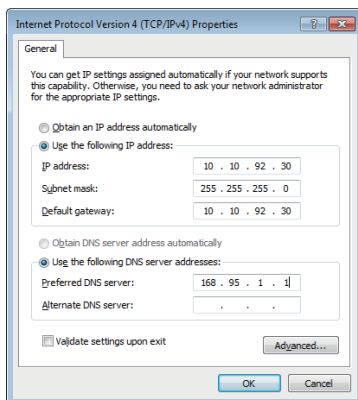 Internet Protocol Version 4 (TCP/IPv4) Properties
General
You can get IP settings assigned automatically if your network supports
this capability. Otherwise, you need to ask your network administrator
for the appropriate IP settings.
Obtain an IP address automatically
Use the following IP address:
IP address: 10 . 10 . 92 . 30
Subnet mask: 255 . 255 . 255 . 0
Default gateway: 10 . 10 . 92 . 30
Obtain DNS server address automatically
Use the following DNS server addresses:
Preferred DNS server: 168 . 95 . 1 . 1
Alternate DNS server: . . .
Validate settings upon exit
Advanced...
OK Cancel